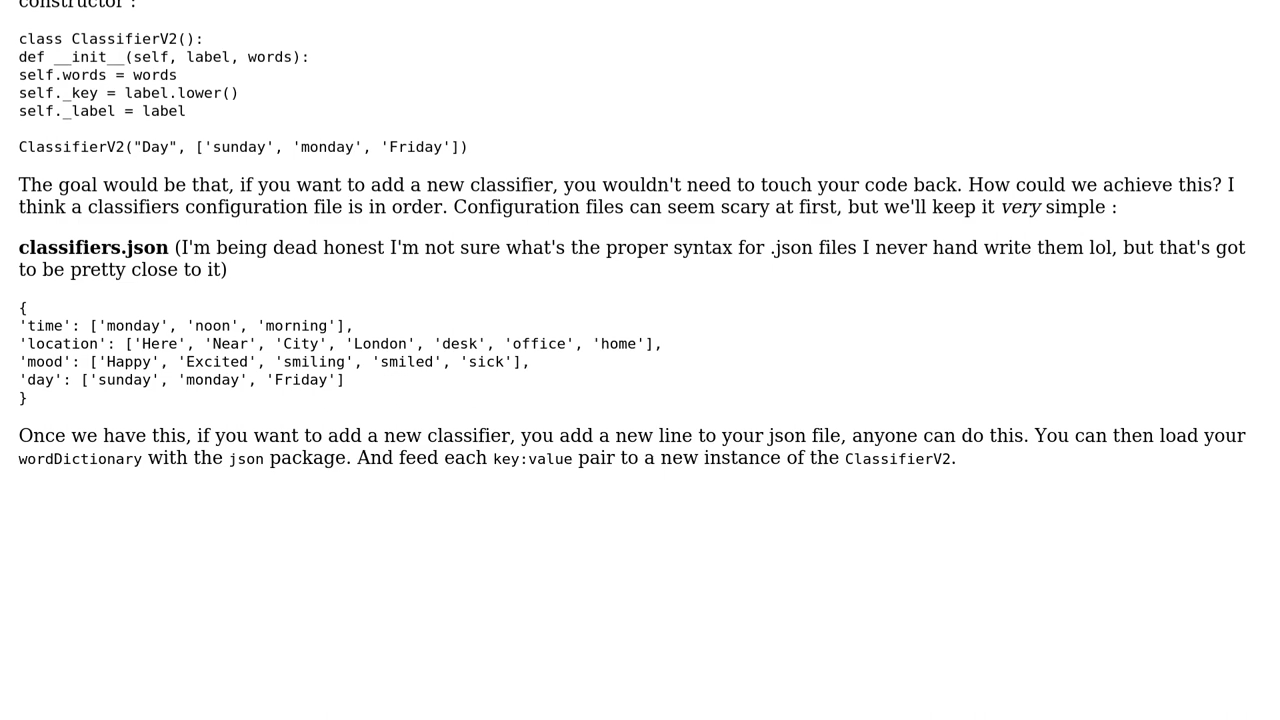 constructor :
class ClassifierV2():
def __init__(self, label, words):
self.words = words
self._key = label.lower()
self._label = label
ClassifierV2("Day", ['sunday', 'monday', 'Friday'])
The goal would be that, if you want to add a new classifier, you wouldn't need to touch your code back. How could we achieve this? I
think a classifiers configuration file is in order. Configuration files can seem scary at first, but we'll keep it very simple :
classifiers.json (I'm being dead honest I'm not sure what's the proper syntax for .json files I never hand write them lol, but that's got
to be pretty close to it)
{
'time': ['monday', 'noon', 'morning'],
'location': ['Here', 'Near', 'City', 'London', 'desk', 'office', 'home'],
'mood': ['Happy', 'Excited', 'smiling', 'smiled', 'sick'],
'day': ['sunday', 'monday', 'Friday']
}
Once we have this, if you want to add a new classifier, you add a new line to your json file, anyone can do this. You can then load your
wordDictionary with the json package. And feed each key:value pair to a new instance of the ClassifierV2.